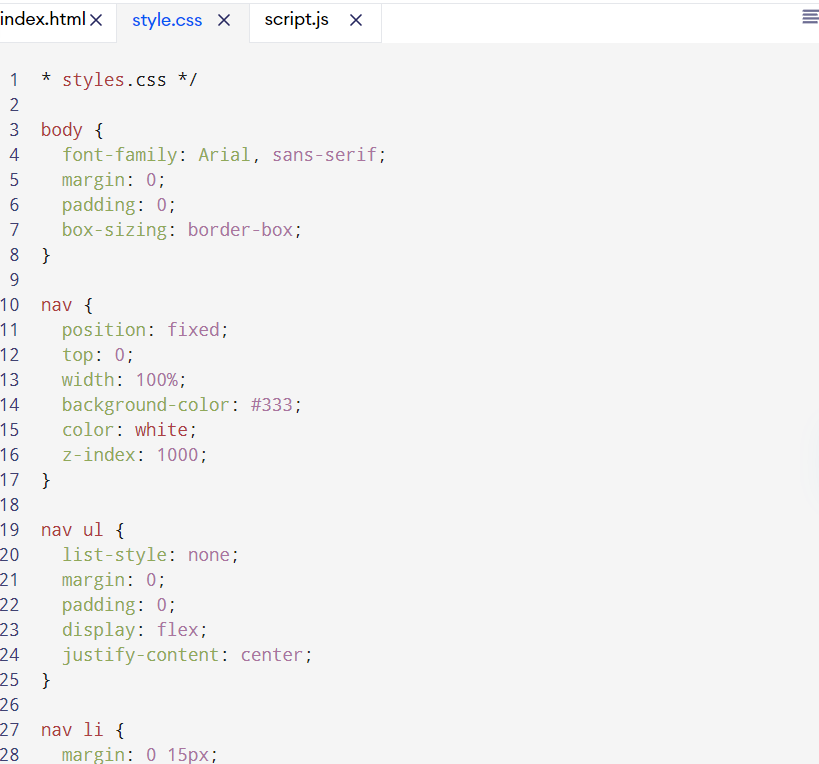 index.html × style.css × script.js ×
1 * styles.css */
2
3 body {
4   font-family: Arial, sans-serif;
5   margin: 0;
6   padding: 0;
7   box-sizing: border-box;
8 }
9
10 nav {
11   position: fixed;
12   top: 0;
13   width: 100%;
14   background-color: #333;
15   color: white;
16   z-index: 1000;
17 }
18
19 nav ul {
20   list-style: none;
21   margin: 0;
22   padding: 0;
23   display: flex;
24   justify-content: center;
25 }
26
27 nav li {
28   margin: 0 15px;